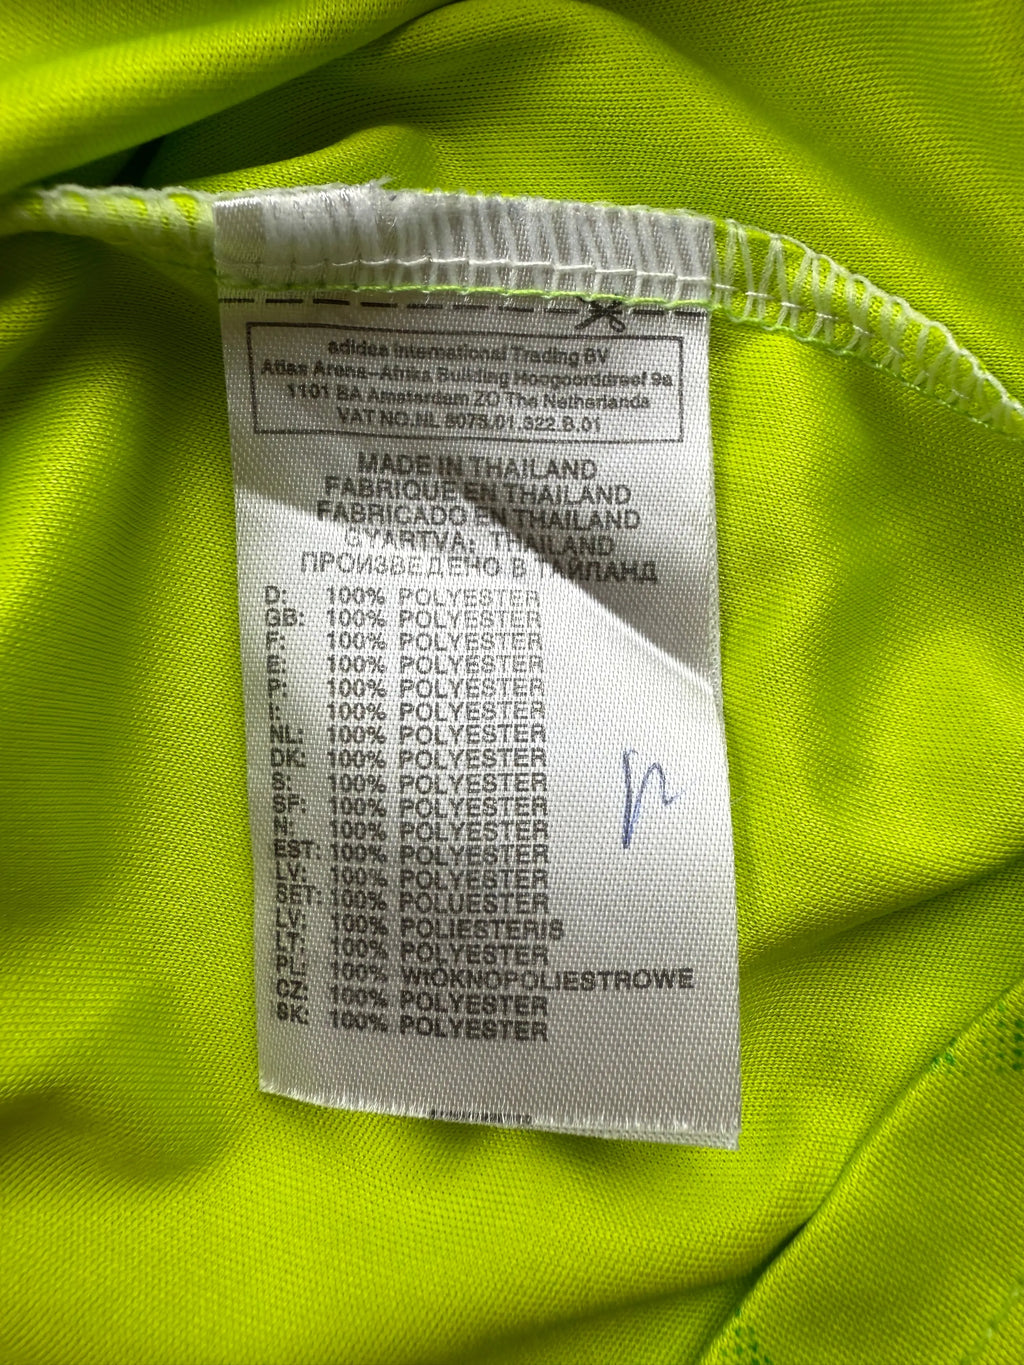 adidas International Trading BV
Atlas Arena-Afrika Building Hoogoorddreef 9a
1101 BA Amsterdam ZO The Netherlands
VAT NO.NL 8073.01.322.B.01
MADE IN THAILAND
FABRIQUE EN THAILAND
FABRICADO EN THAILAND
GYARTVA: THAILAND
ПРОИЗВЕДЕНО В ТАЙЛАНД
D: 100% POLYESTER
GB: 100% POLYESTER
F: 100% POLYESTER
E: 100% POLYESTER
P: 100% POLYESTER
I: 100% POLYESTER
NL: 100% POLYESTER
DK: 100% POLYESTER
S: 100% POLYESTER
SF: 100% POLYESTER
N: 100% POLYESTER
EST: 100% POLYESTER
LV: 100% POLYESTER
SET: 100% POLUESTER
LV: 100% POLIESTERIS
LT: 100% POLYESTER
PL: 100% WIÓKNOPOLJESTROWE
CZ: 100% POLYESTER
SK: 100% POLYESTER